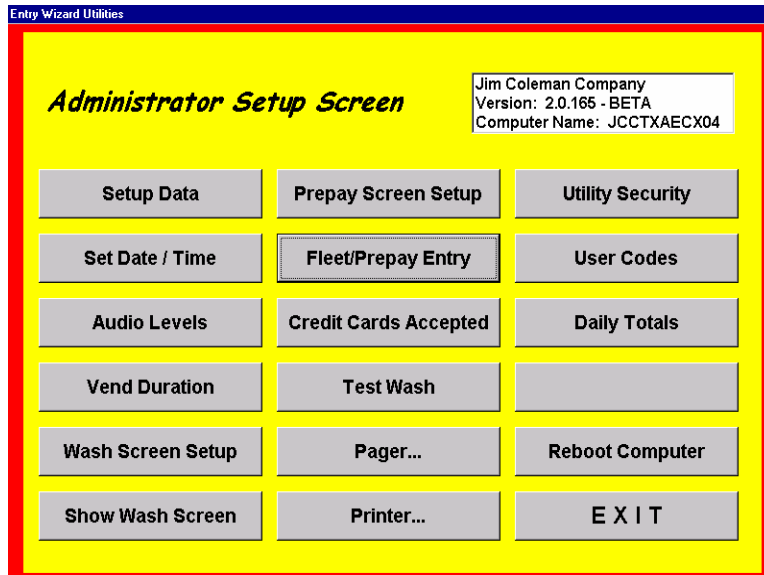 Entry Wizard Utilities
Administrator Setup Screen
Jim Coleman Company
Version: 2.0.165 - BETA
Computer Name: JCCTXAECX04
Setup Data
Prepay Screen Setup
Utility Security
Set Date / Time
Fleet/Prepay Entry
User Codes
Audio Levels
Credit Cards Accepted
Daily Totals
Vend Duration
Test Wash
Wash Screen Setup
Pager...
Reboot Computer
Show Wash Screen
Printer...
E X I T